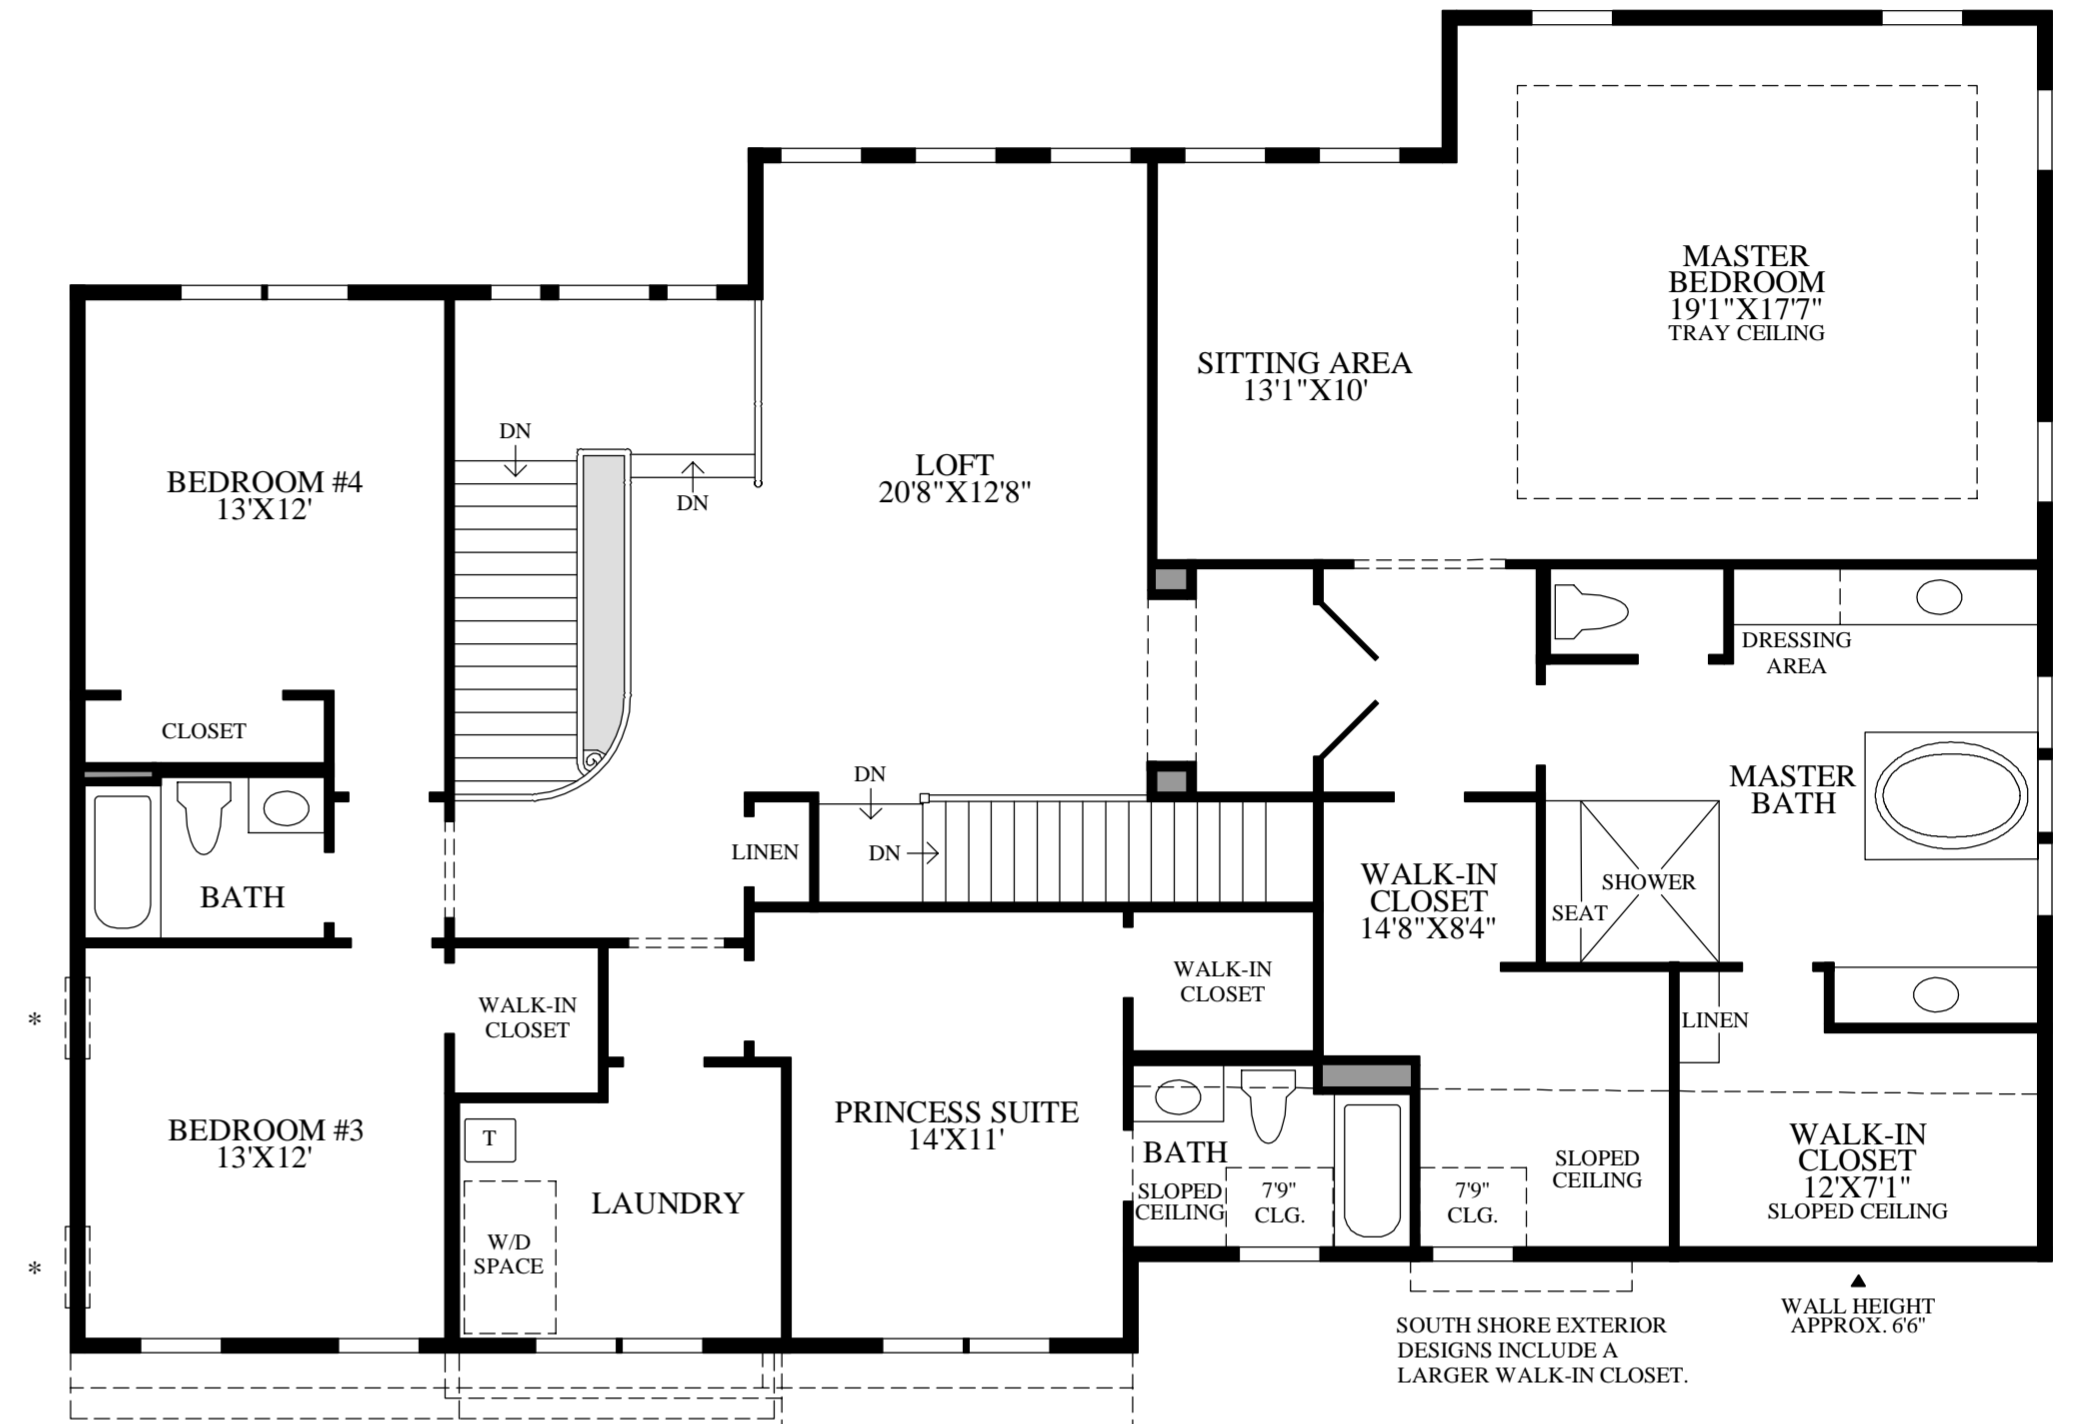 MASTER
BEDROOM
19'1"X17'7"
TRAY CEILING
SITTING AREA
13'1"X10'
DN
LOFT
20'8"X12'8"
DN
BEDROOM #4
13'X12'
DRESSING
AREA
CLOSET
DN
MASTER
BATH
LINEN
DN
WALK-IN
CLOSET
14'8"X8'4"
SHOWER
SEAT
BATH
WALK-IN
CLOSET
WALK-IN
CLOSET
LINEN
*
PRINCESS SUITE
14'X11'
BEDROOM #3
13'X12'
T
BATH
WALK-IN
CLOSET
12'X7'1"
SLOPED CEILING
SLOPED
CEILING
LAUNDRY
SLOPED
CEILING
7'9"
CLG.
7'9"
CLG.
W/D
SPACE
*
WALL HEIGHT
APPROX. 6'6"
SOUTH SHORE EXTERIOR
DESIGNS INCLUDE A
LARGER WALK-IN CLOSET.